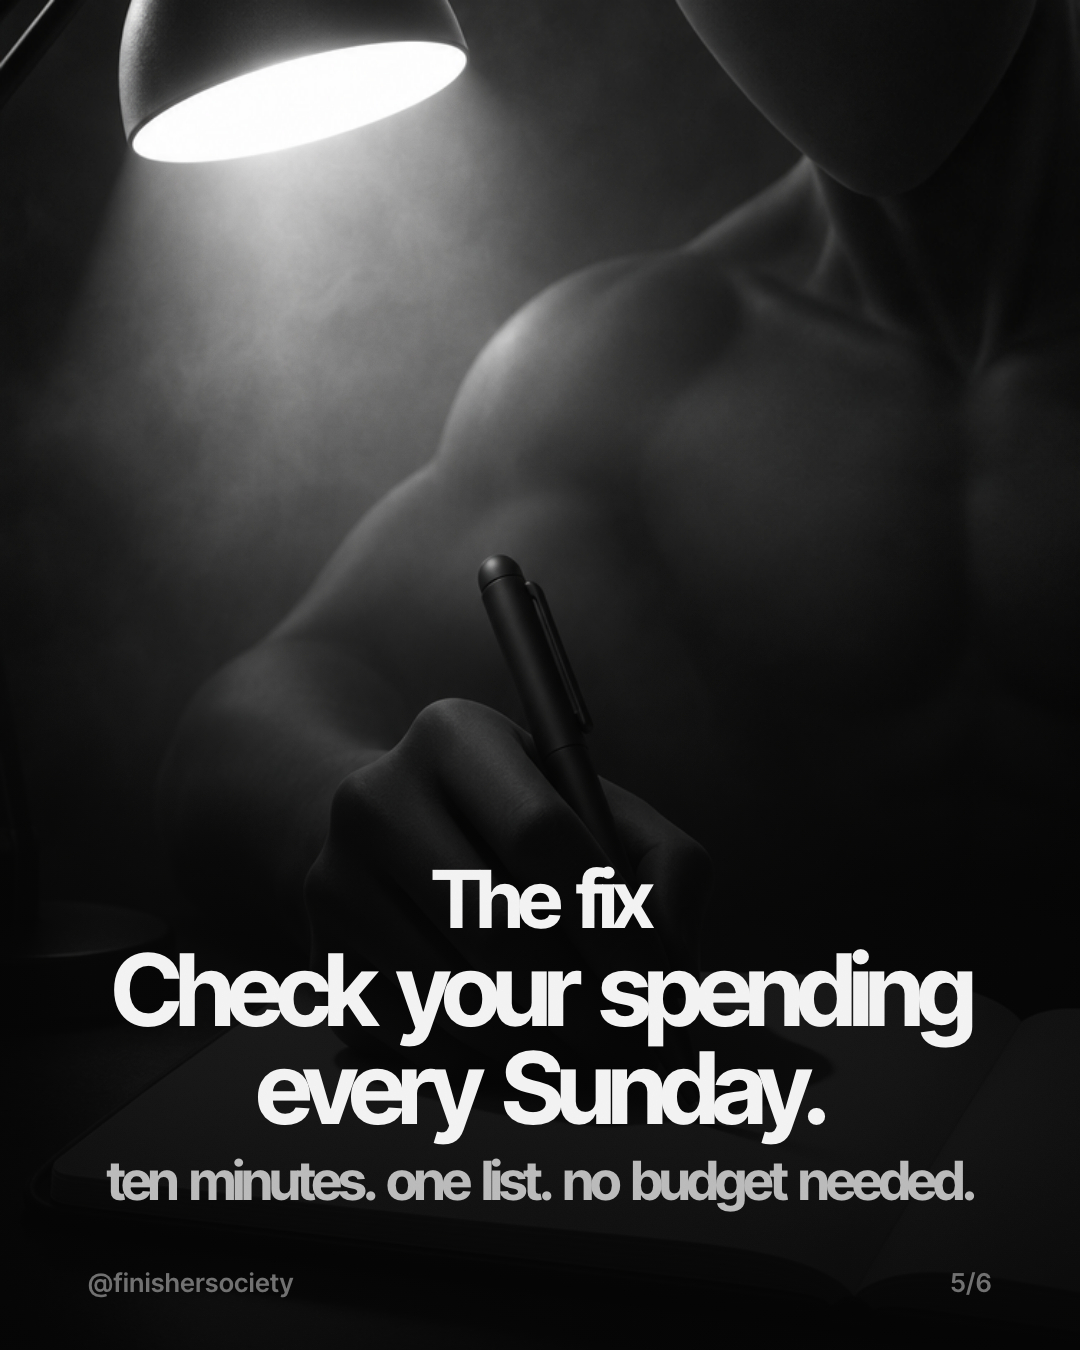 The fix
Check your spending
every Sunday.
ten minutes. one list. no budget needed.
@finishersociety
5/6